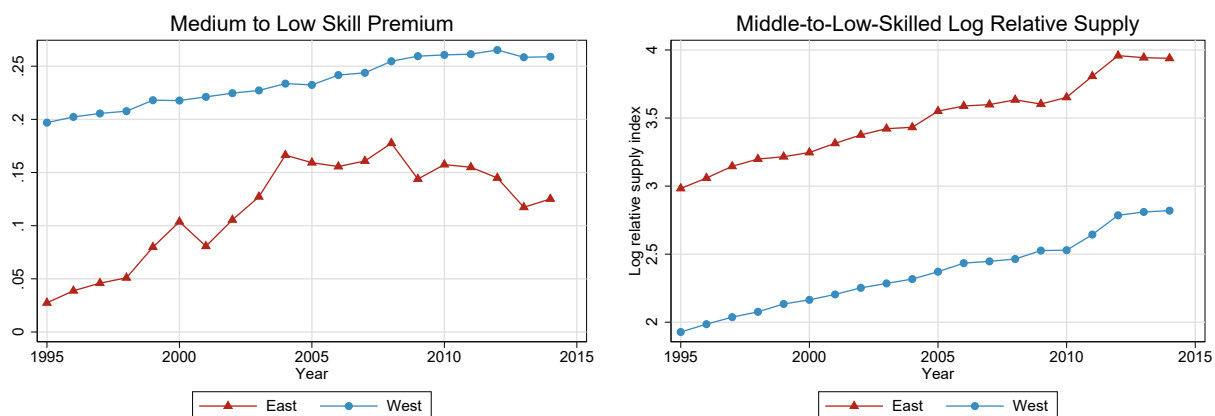 Medium to Low Skill Premium
.25
.2
.15
.1
.05
0
1995 2000 2005 2010 2015
Year
East West
Middle-to-Low-Skilled Log Relative Supply
Log relative supply index
4
3.5
3
2.5
2
1995 2000 2005 2010 2015
Year
East West